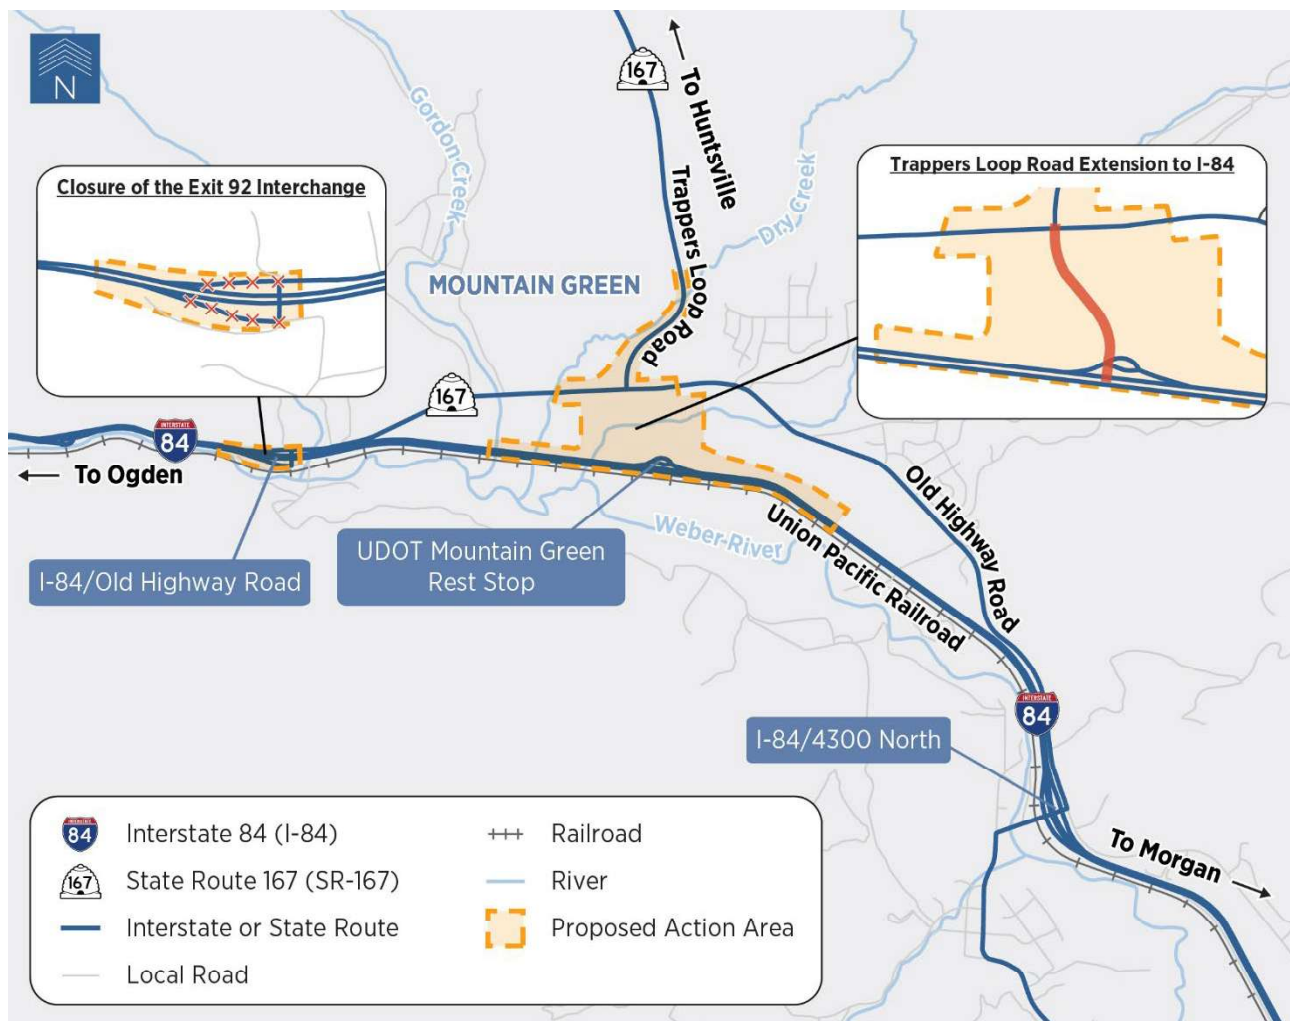 N
167
To Huntsville
Gordon Creek
Trappers Loop Road
Dry Creek
Closure of the Exit 92 Interchange
Trappers Loop Road Extension to I-84
MOUNTAIN GREEN
167
INTERSTATE
84
To Ogden
Old Highway Road
Weber River
Union Pacific Railroad
UDOT Mountain Green
Rest Stop
I-84/Old Highway Road
INTERSTATE
84
I-84/4300 North
To Morgan
INTERSTATE
84
Interstate 84 (I-84)
167
State Route 167 (SR-167)
Interstate or State Route
Local Road
Railroad
River
Proposed Action Area